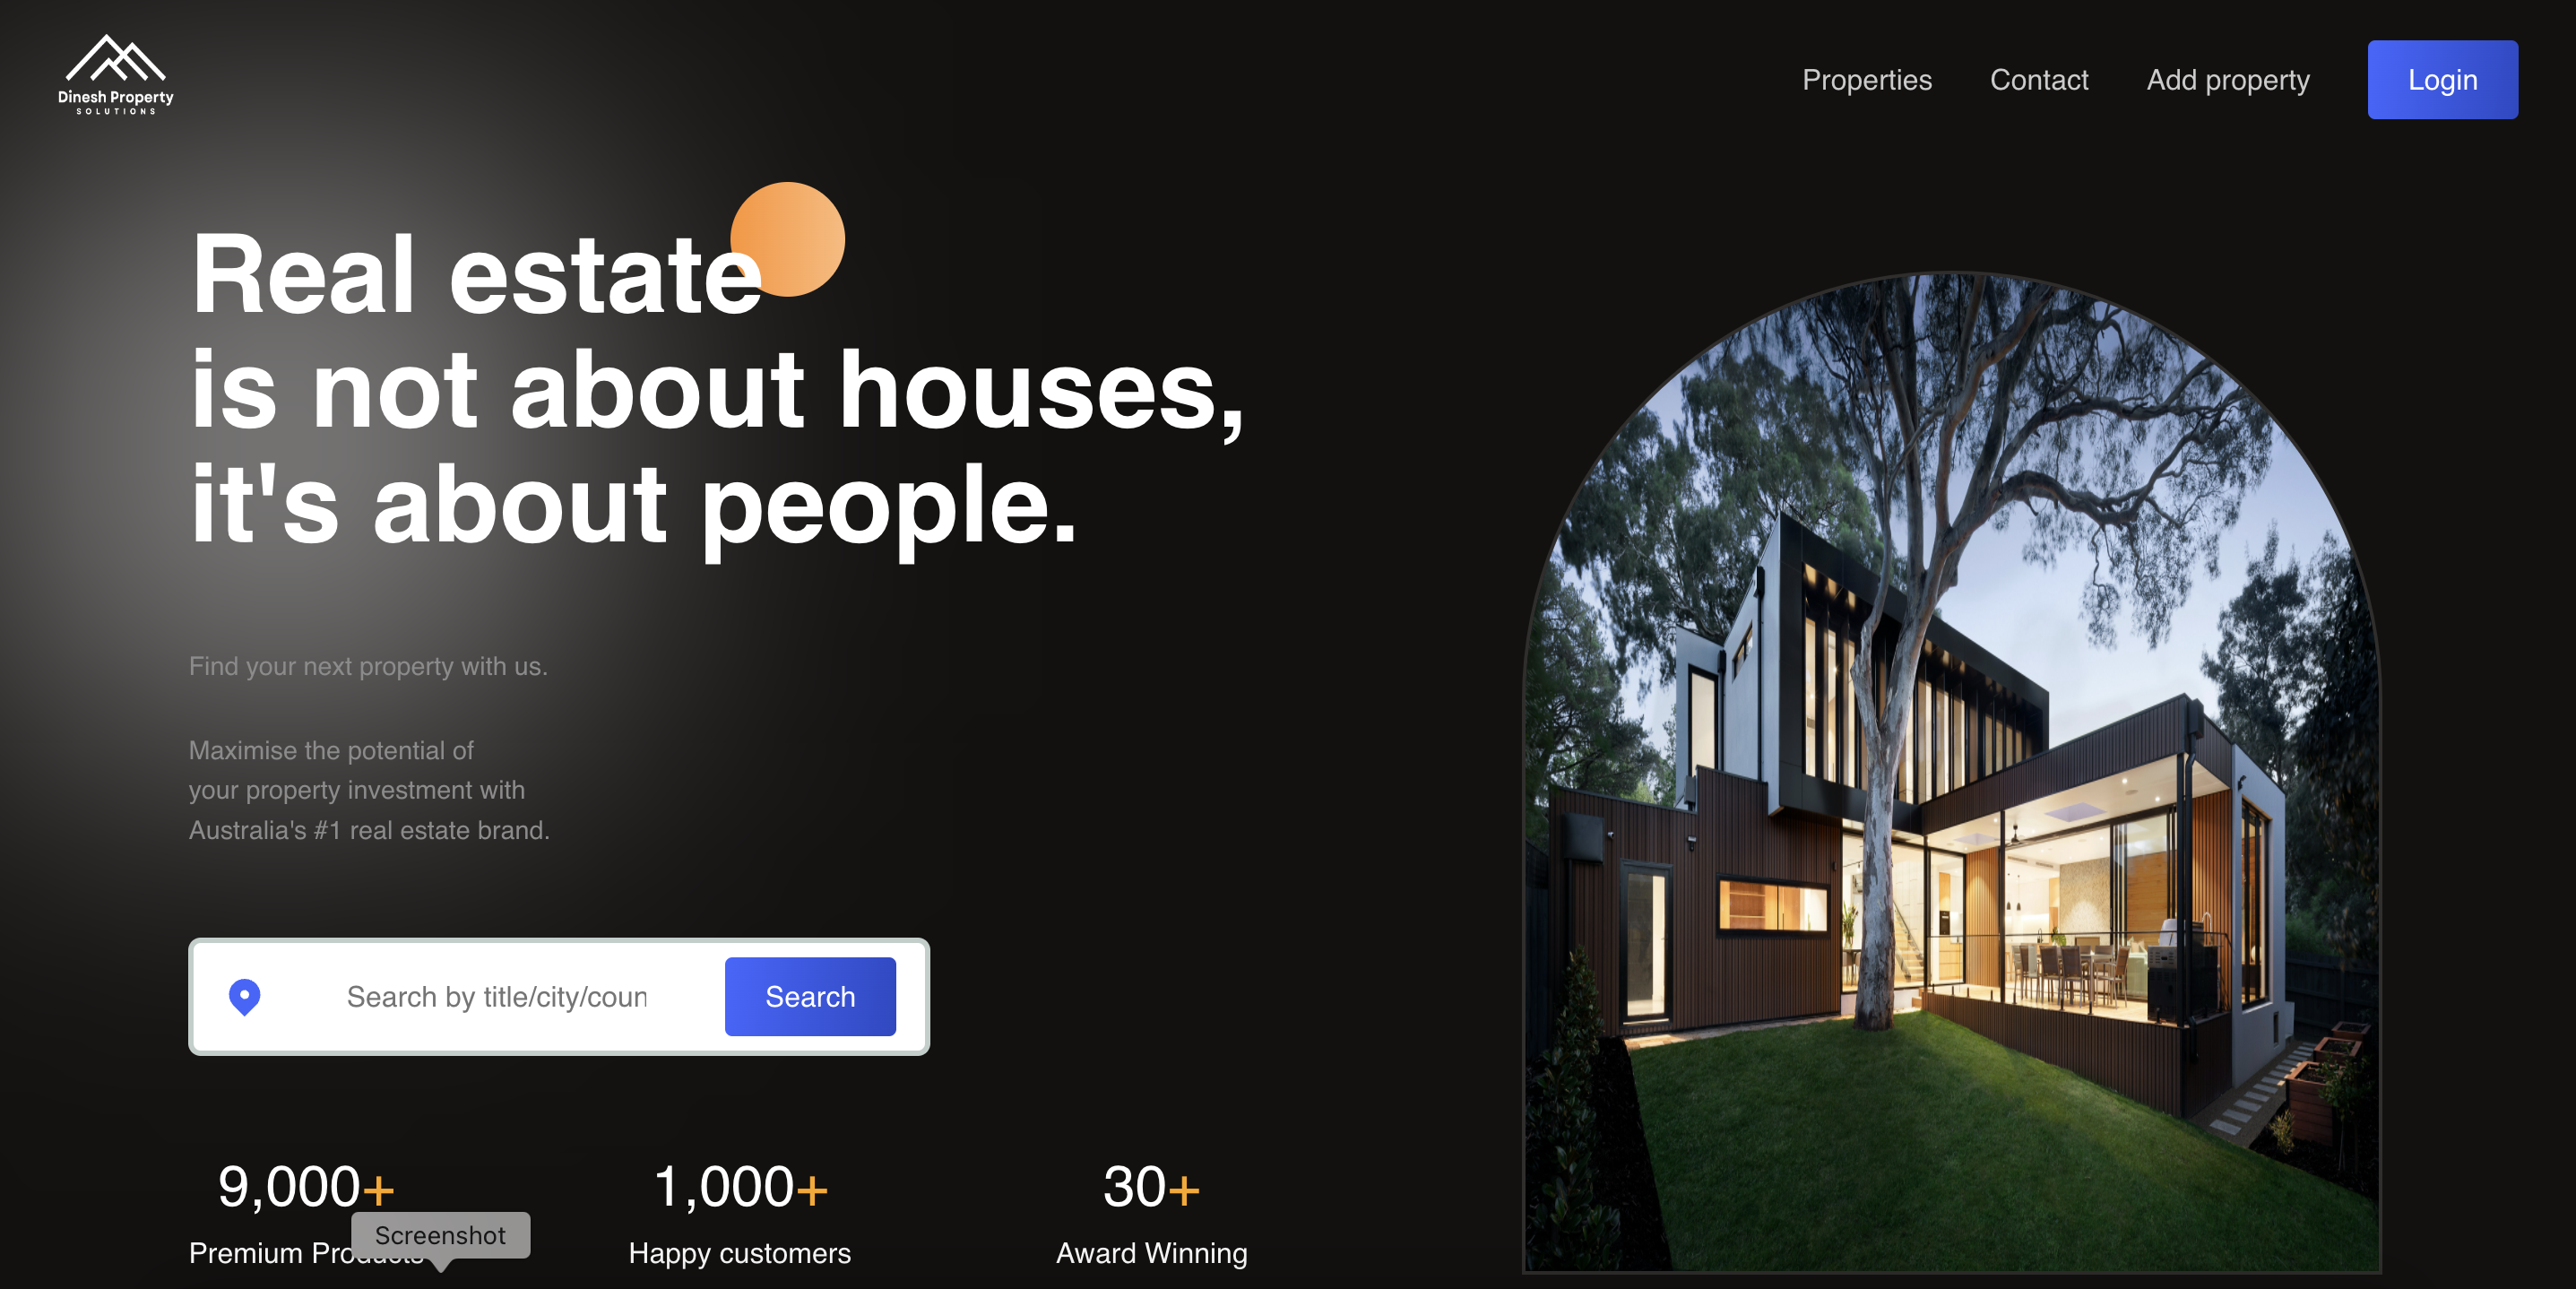 Dinesh Property
SOLUTIONS
Properties
Contact
Add property
Login
Real estate
is not about houses,
it's about people.
Find your next property with us.
Maximise the potential of
your property investment with
Australia's #1 real estate brand.
Search by title/city/coun
Search
9,000+
1,000+
30+
Screenshot
Premium Products
Happy customers
Award Winning